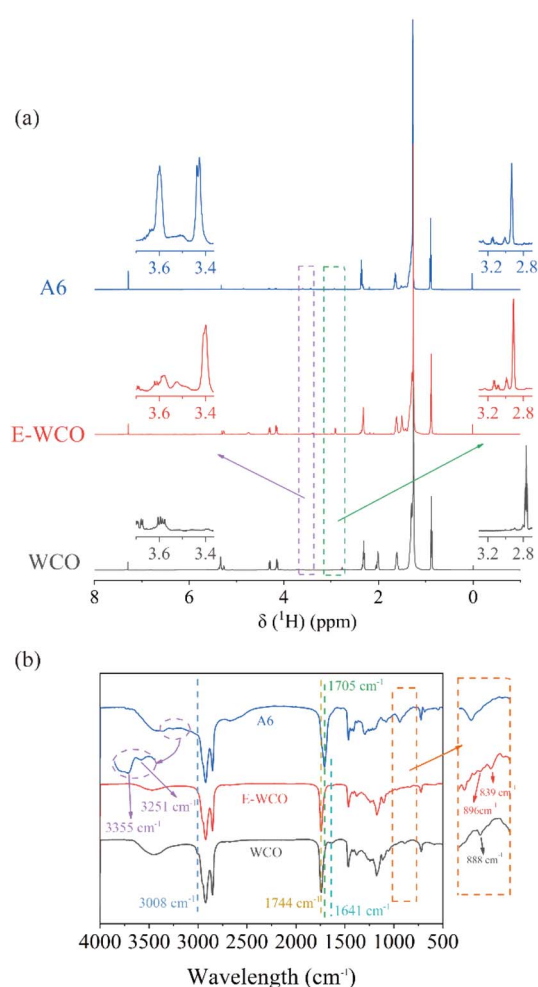 (a)
3.6 3.4
3.2 2.8
A6
3.6 3.4
3.2 2.8
E-WCO
3.6 3.4
3.2 2.8
WCO
8 6 4 2 0
δ (¹H) (ppm)
(b)
1705 cm⁻¹
A6
3251 cm⁻¹
E-WCO
839 cm⁻¹
3355 cm⁻¹
896cm⁻¹
WCO
888 cm⁻¹
3008 cm⁻¹
1744 cm⁻¹
1641 cm⁻¹
4000 3500 3000 2500 2000 1500 1000 500
Wavelength (cm⁻¹)